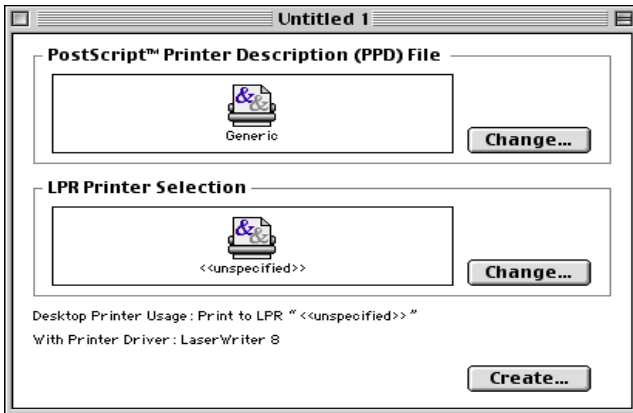 Untitled 1
PostScript™ Printer Description (PPD) File
Generic
Change...
LPR Printer Selection
<<unspecified>>
Change...
Desktop Printer Usage: Print to LPR “<<unspecified>>”
With Printer Driver: LaserWriter 8
Create...